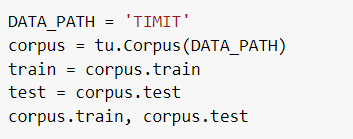 DATA_PATH = 'TIMIT'
corpus = tu.Corpus(DATA_PATH)
train = corpus.train
test = corpus.test
corpus.train, corpus.test